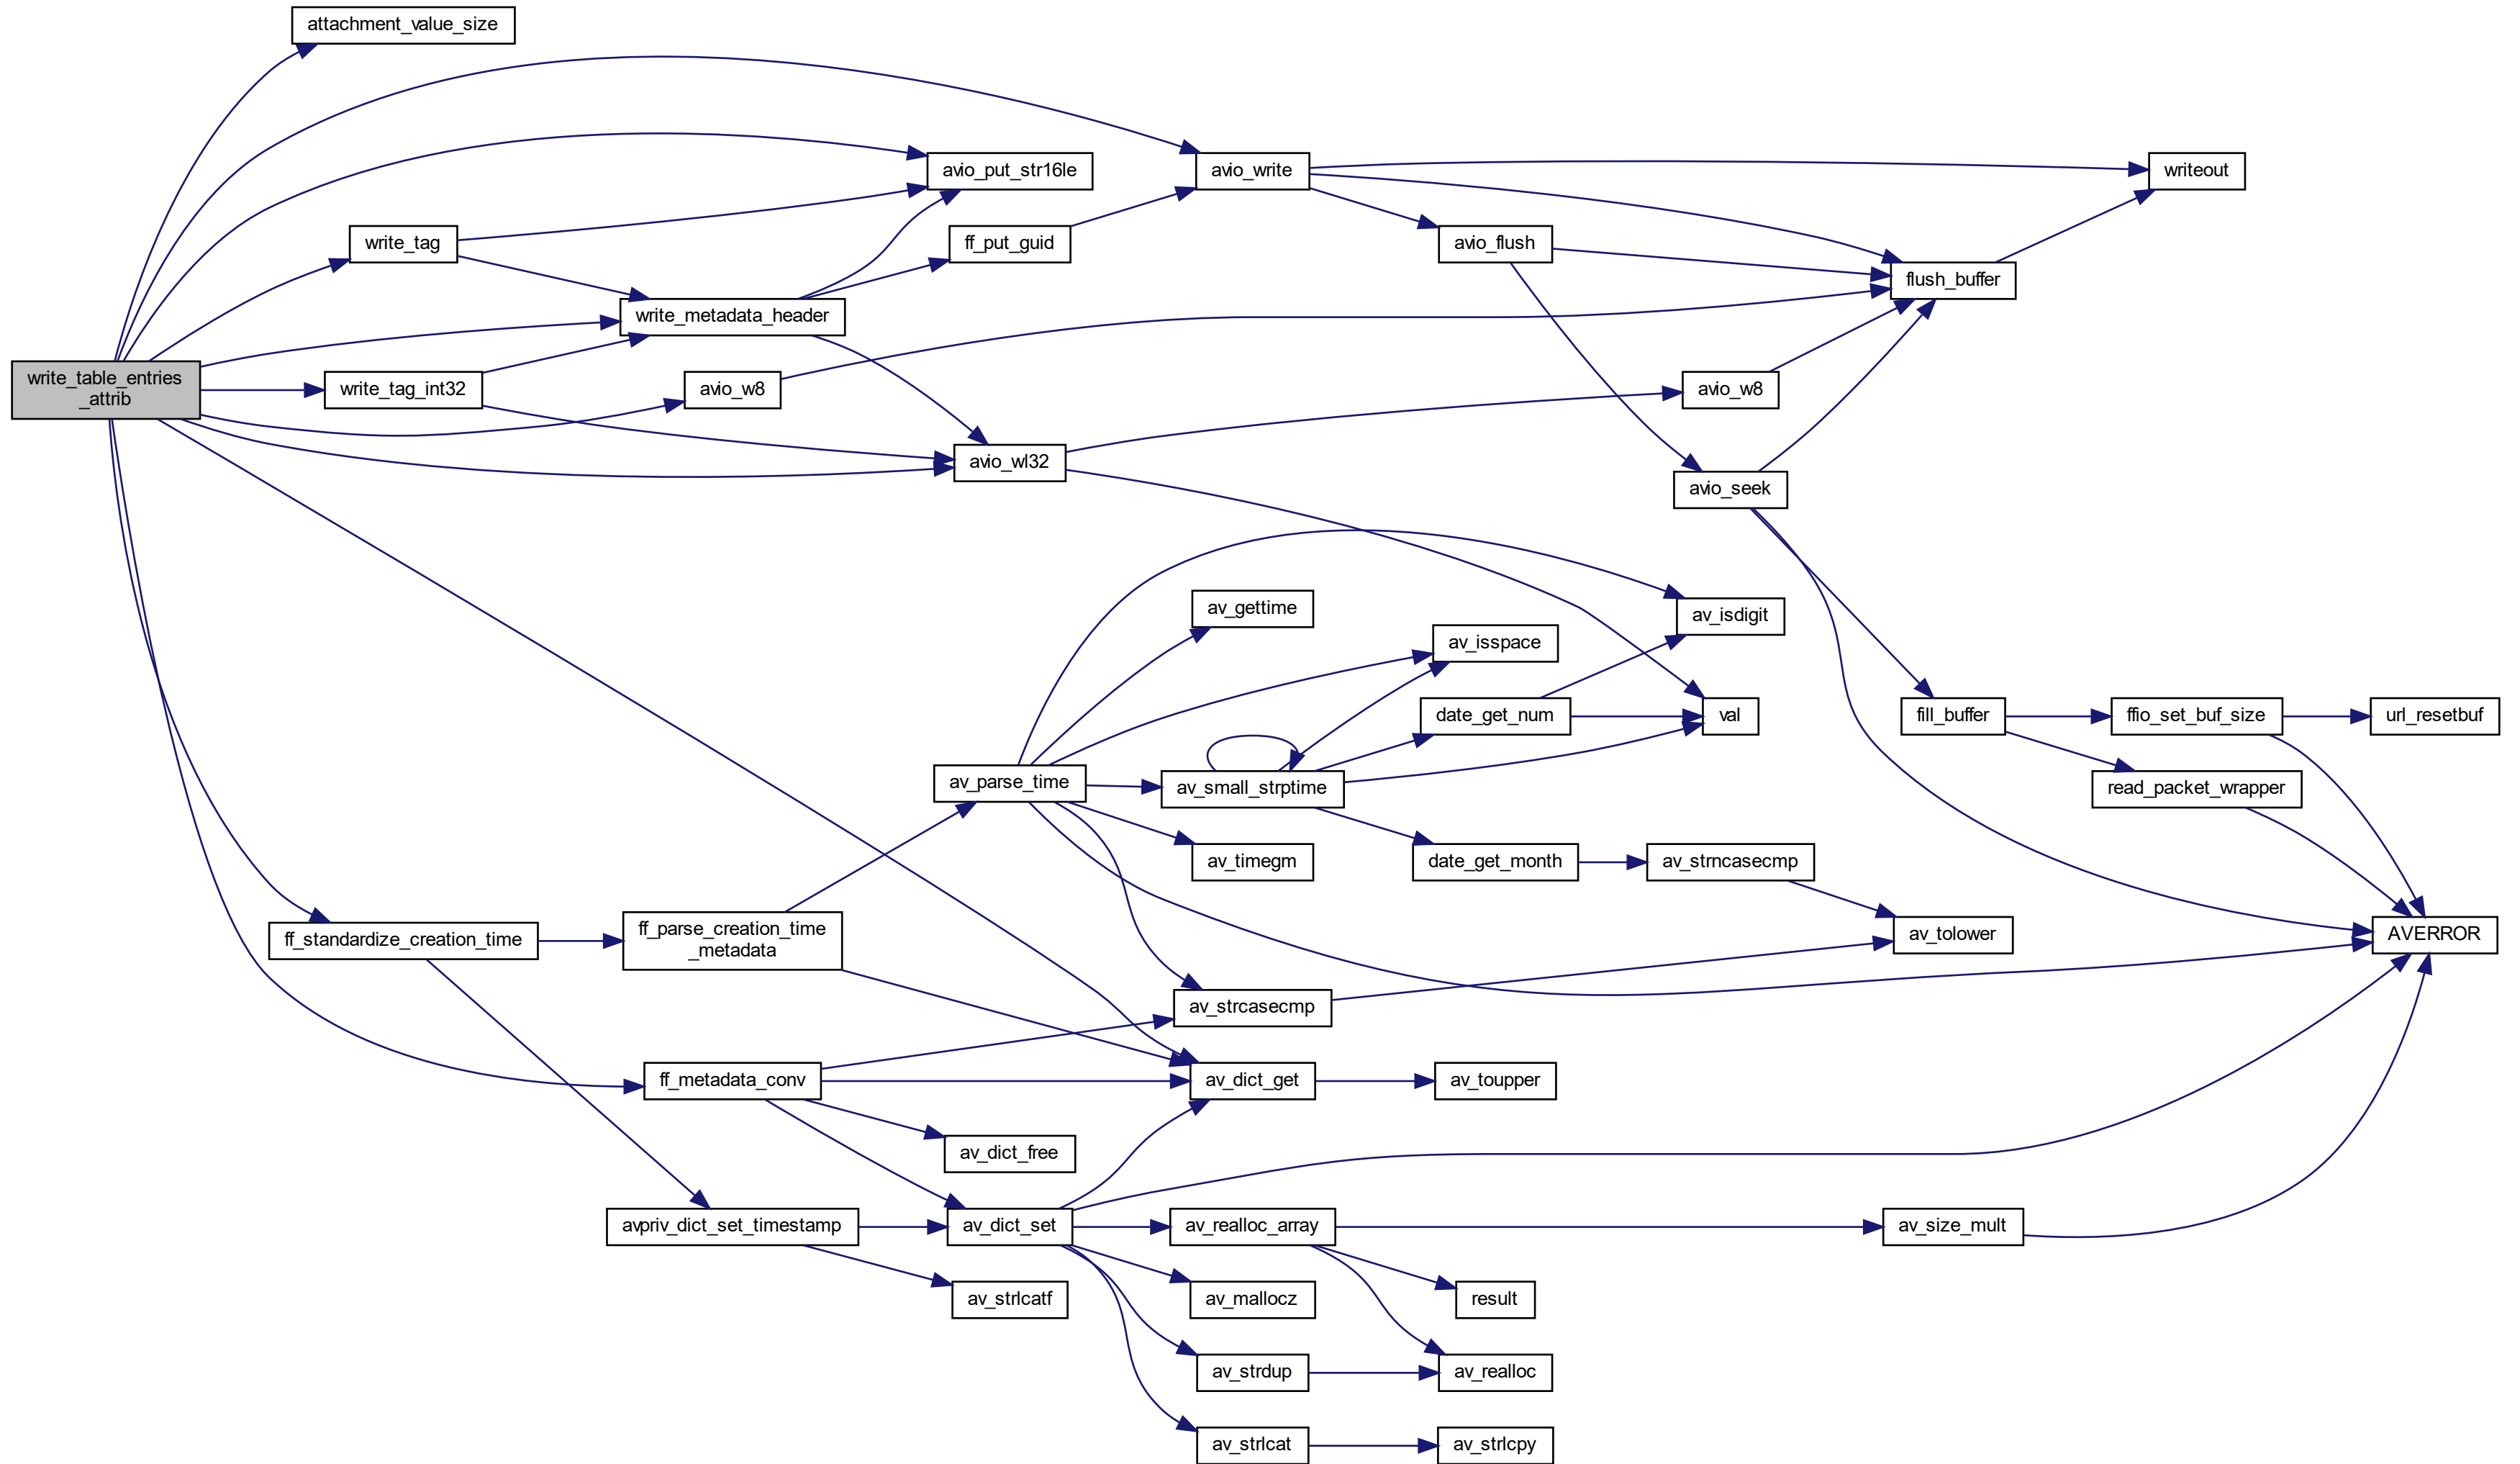 attachment_value_size
avio_put_str16le
avio_write
writeout
write_tag
ff_put_guid
avio_flush
flush_buffer
write_metadata_header
write_table_entries
_attrib
write_tag_int32
avio_w8
avio_w8
avio_wl32
avio_seek
av_gettime
av_isdigit
av_isspace
date_get_num
val
fill_buffer
ffio_set_buf_size
url_resetbuf
av_parse_time
av_small_strptime
read_packet_wrapper
av_timegm
date_get_month
av_strncasecmp
ff_standardize_creation_time
ff_parse_creation_time
_metadata
av_tolower
AVERROR
av_strcasecmp
ff_metadata_conv
av_dict_get
av_toupper
av_dict_free
avpriv_dict_set_timestamp
av_dict_set
av_realloc_array
av_size_mult
av_strlcatf
av_mallocz
result
av_strdup
av_realloc
av_strlcat
av_strlcpy